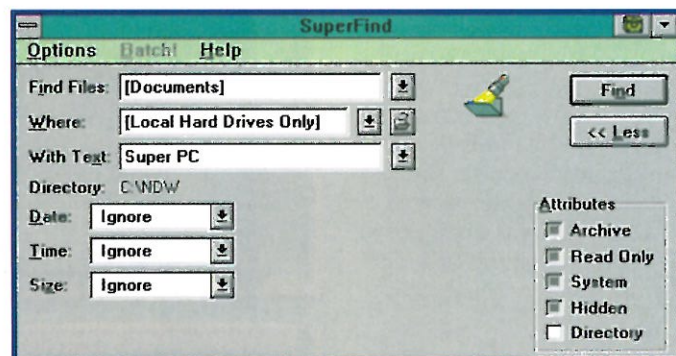 SuperFind
Options Batch! Help
Find Files: [Documents]
Find
Where: [Local Hard Drives Only]
<< Less
With Text: Super PC
Directory: C:\NDW
Date: Ignore
Time: Ignore
Size: Ignore
Attributes
Archive
Read Only
System
Hidden
Directory